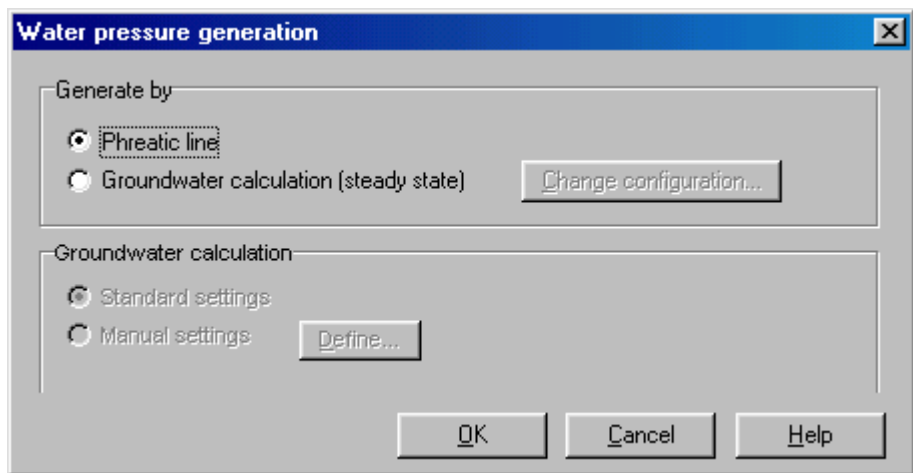 Water pressure generation
Generate by
Phreatic line
Groundwater calculation (steady state) Change configuration...
Groundwater calculation
Standard settings
Manual settings Define...
OK Cancel Help